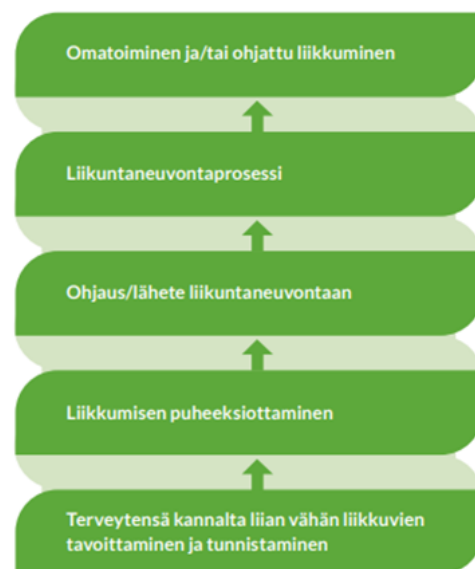 Omatoiminen ja/tai ohjattu liikkuminen
Liikuntaneuvontaprosessi
Ohjaus/lähete liikuntaneuvontaan
Liikkumisen puheeksiottaminen
Terveytensä kannalta liian vähän liikkuvien
tavoittaminen ja tunnistaminen